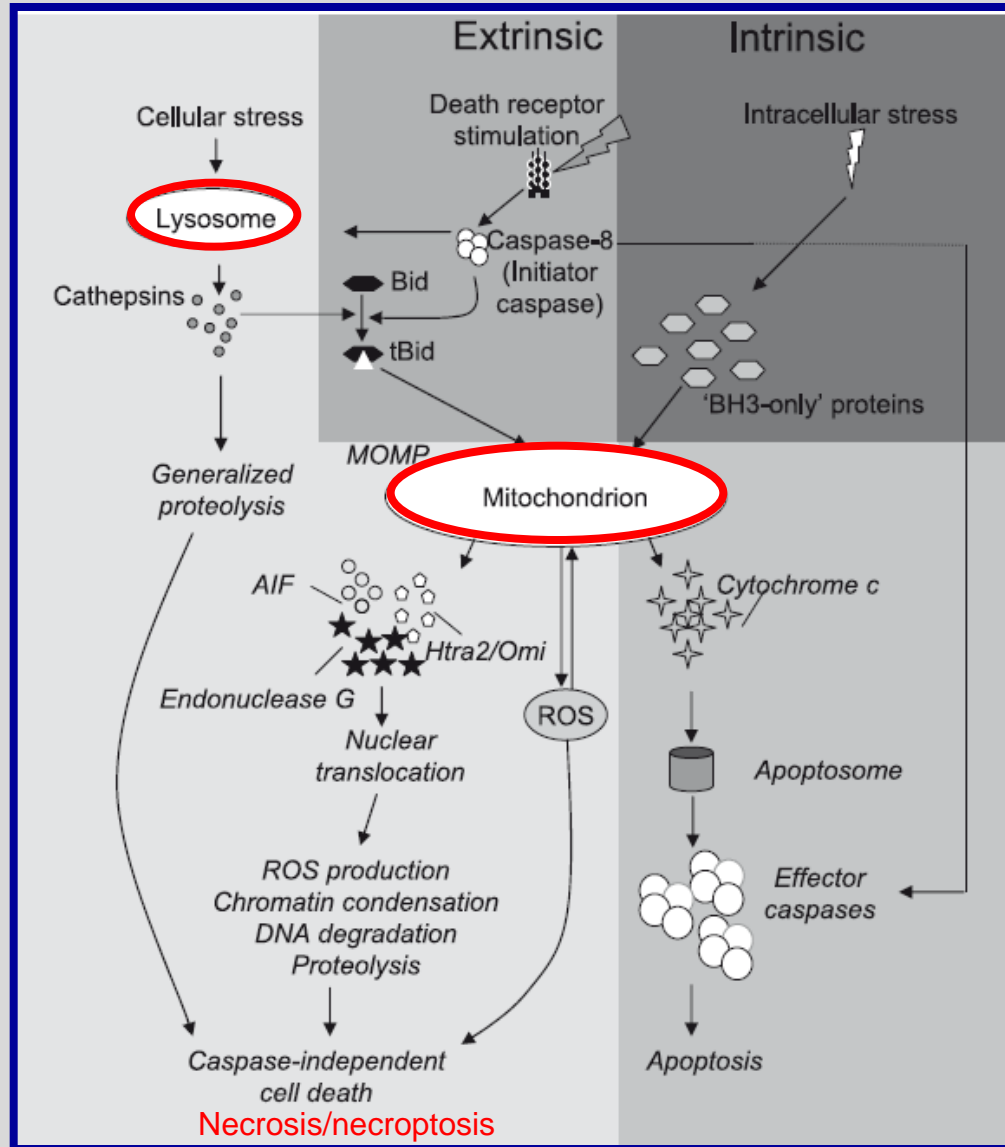 Extrinsic
Intrinsic
Cellular stress
Death receptor
stimulation
Intracellular stress
Lysosome
Caspase-8
(Initiator
caspase)
Cathepsins
Bid
tBid
'BH3-only' proteins
MOMP
Generalized
proteolysis
Mitochondrion
AIF
Cytochrome c
Htra2/Omi
Endonuclease G
ROS
Nuclear
translocation
Apoptosome
ROS production
Chromatin condensation
DNA degradation
Proteolysis
Effector
caspases
Caspase-independent
cell death
Apoptosis
Necrosis/necroptosis